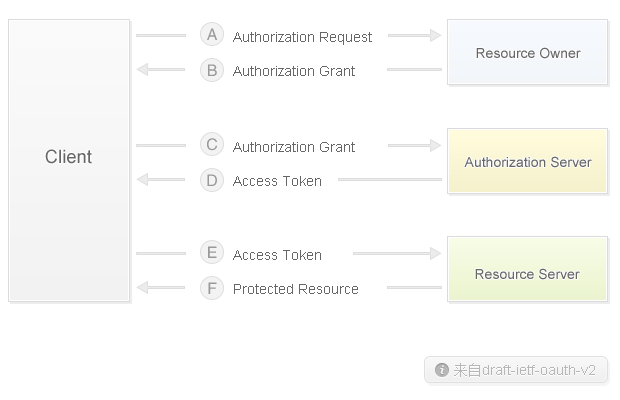 Client
A Authorization Request
B Authorization Grant
Resource Owner
C Authorization Grant
D Access Token
Authorization Server
E Access Token
F Protected Resource
Resource Server
i 来自draft-ietf-oauth-v2